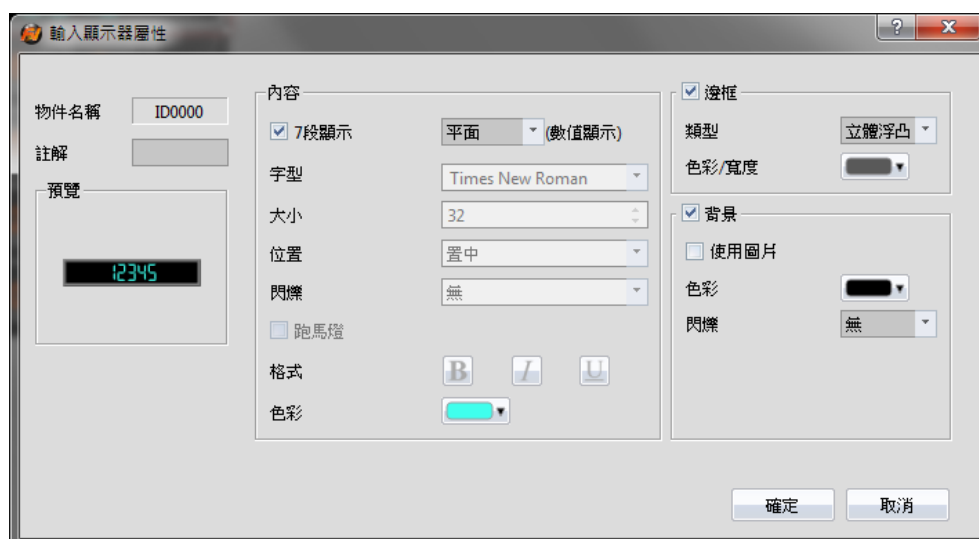 輸入顯示器屬性
物件名稱 ID0000
註解
預覽
12345
內容
7段顯示 平面 (數值顯示)
字型 Times New Roman
大小 32
位置 置中
閃爍 無
跑馬燈
格式 B I U
色彩
邊框
類型 立體浮凸
色彩/寬度
背景
使用圖片
色彩
閃爍 無
確定 取消